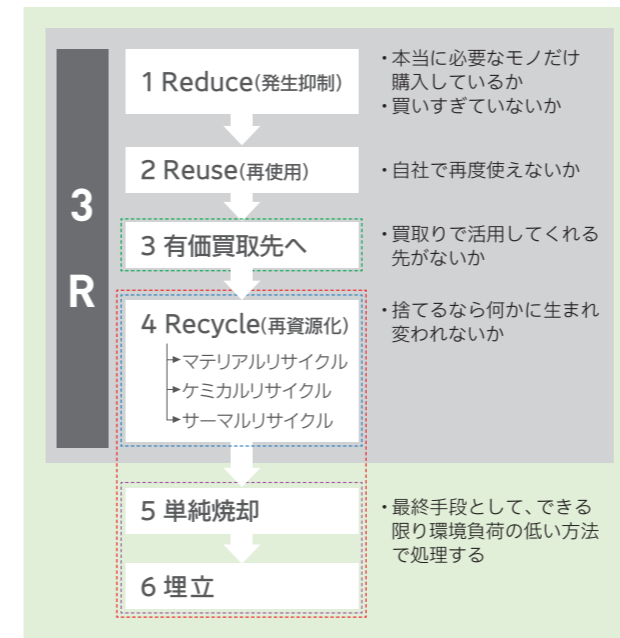 3
R
1 Reduce(発生抑制)
・本当に必要なモノだけ
購入しているか
・買いすぎていないか
2 Reuse(再使用)
・自社で再度使えないか
3 有価買取先へ
・買取りで活用してくれる
先がないか
4 Recycle(再資源化)
マテリアルリサイクル
ケミカルリサイクル
サーマルリサイクル
・捨てるなら何かに生まれ
変われないか
5 単純焼却
・最終手段として、できる
限り環境負荷の低い方法
で処理する
6 埋立